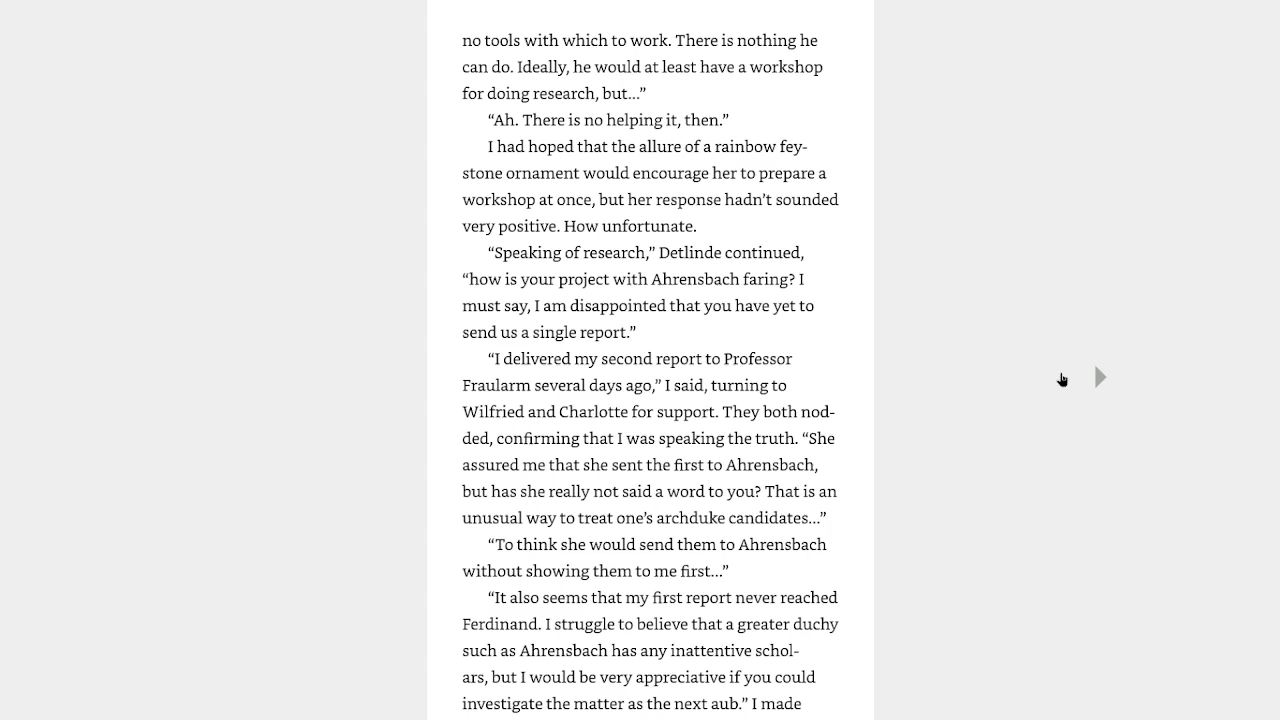 no tools with which to work. There is nothing he
can do. Ideally, he would at least have a workshop
for doing research, but...”
“Ah. There is no helping it, then.”
I had hoped that the allure of a rainbow fey-
stone ornament would encourage her to prepare a
workshop at once, but her response hadn’t sounded
very positive. How unfortunate.
“Speaking of research,” Detlinde continued,
“how is your project with Ahrensbach faring? I
must say, I am disappointed that you have yet to
send us a single report.”
“I delivered my second report to Professor
Fraularm several days ago,” I said, turning to
Wilfried and Charlotte for support. They both nod-
ded, confirming that I was speaking the truth. “She
assured me that she sent the first to Ahrensbach,
but has she really not said a word to you? That is an
unusual way to treat one’s archduke candidates...”
“To think she would send them to Ahrensbach
without showing them to me first...”
“It also seems that my first report never reached
Ferdinand. I struggle to believe that a greater duchy
such as Ahrensbach has any inattentive schol-
ars, but I would be very appreciative if you could
investigate the matter as the next aub.” I made